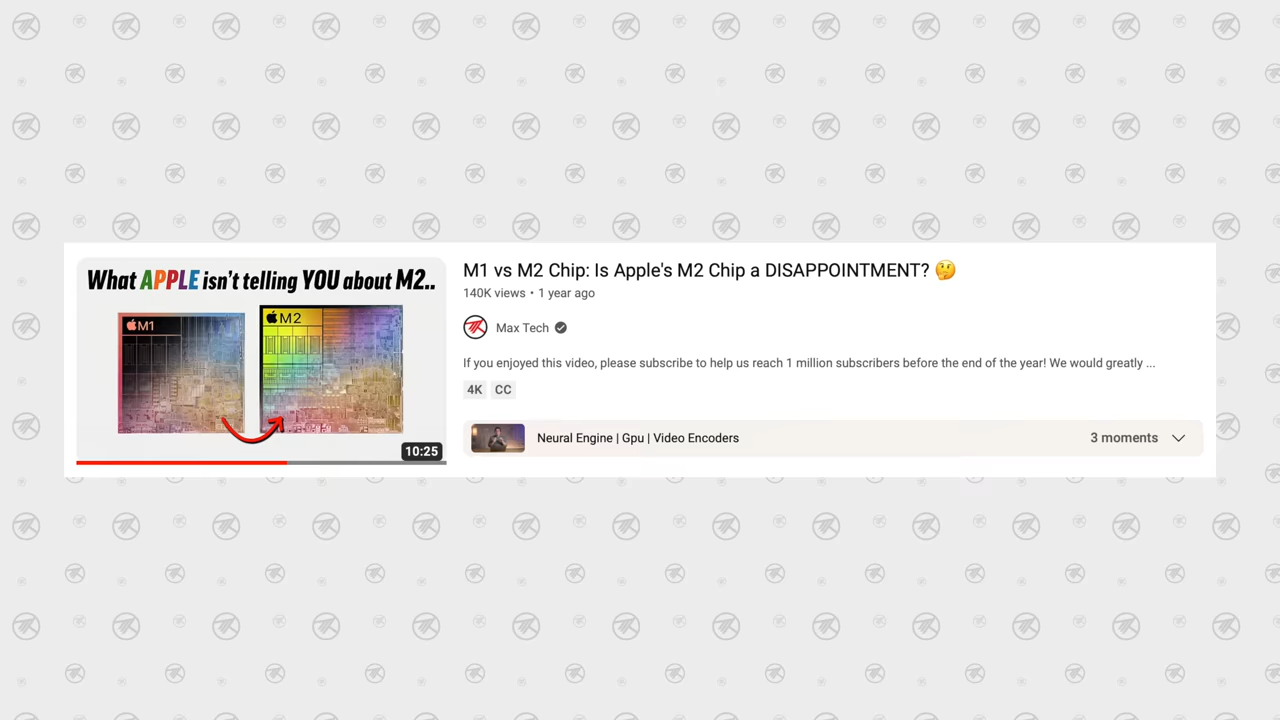 What APPLE isn't telling YOU about M2..
M1
M2
10:25
M1 vs M2 Chip: Is Apple's M2 Chip a DISAPPOINTMENT? 🤔
140K views • 1 year ago
Max Tech
If you enjoyed this video, please subscribe to help us reach 1 million subscribers before the end of the year! We would greatly ...
4K CC
Neural Engine | Gpu | Video Encoders 3 moments